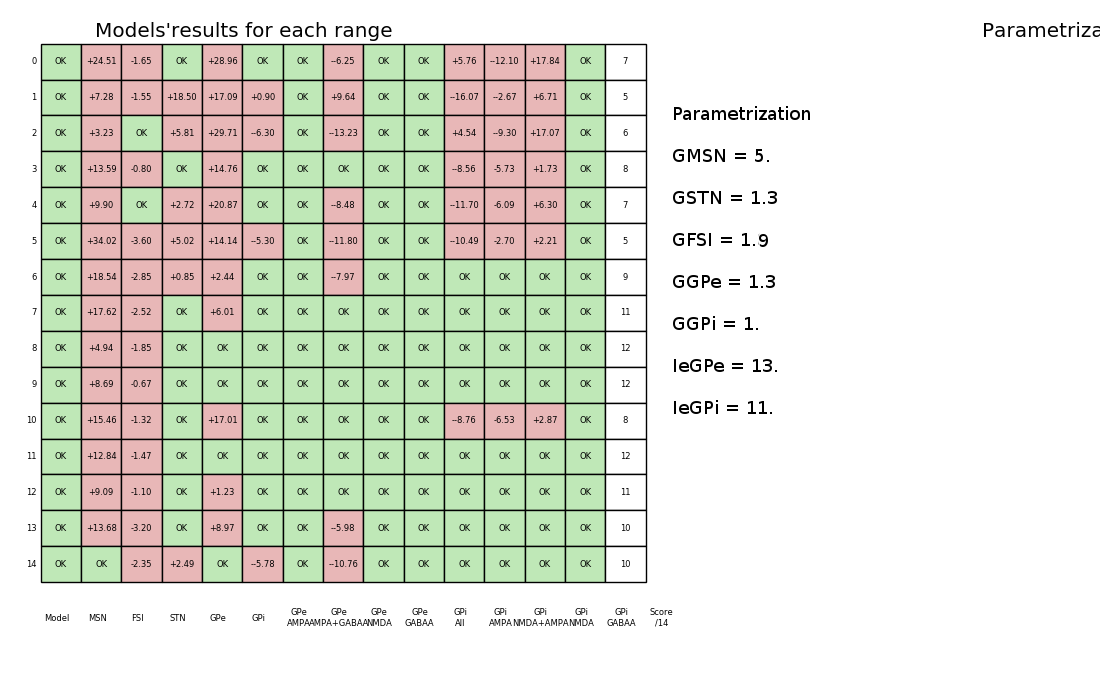 Models'results for each range
Parametriza
0 OK +24.51 -1.65 OK +28.96 OK OK --6.25 OK OK +5.76 --12.10 +17.84 OK 7
1 OK +7.28 -1.55 +18.50 +17.09 +0.90 OK +9.64 OK OK --16.07 --2.67 +6.71 OK 5
2 OK +3.23 OK +5.81 +29.71 --6.30 OK --13.23 OK OK +4.54 --9.30 +17.07 OK 6
3 OK +13.59 -0.80 OK +14.76 OK OK OK OK OK --8.56 -5.73 +1.73 OK 8
4 OK +9.90 OK +2.72 +20.87 OK OK --8.48 OK OK --11.70 -6.09 +6.30 OK 7
5 OK +34.02 -3.60 +5.02 +14.14 --5.30 OK --11.80 OK OK --10.49 -2.70 +2.21 OK 5
6 OK +18.54 -2.85 +0.85 +2.44 OK OK --7.97 OK OK OK OK OK OK 9
7 OK +17.62 -2.52 OK +6.01 OK OK OK OK OK OK OK OK OK 11
8 OK +4.94 -1.85 OK OK OK OK OK OK OK OK OK OK OK 12
9 OK +8.69 -0.67 OK OK OK OK OK OK OK OK OK OK OK 12
10 OK +15.46 -1.32 OK +17.01 OK OK OK OK OK --8.76 -6.53 +2.87 OK 8
11 OK +12.84 -1.47 OK OK OK OK OK OK OK OK OK OK OK 12
12 OK +9.09 -1.10 OK +1.23 OK OK OK OK OK OK OK OK OK 11
13 OK +13.68 -3.20 OK +8.97 OK OK --5.98 OK OK OK OK OK OK 10
14 OK OK -2.35 +2.49 OK --5.78 OK --10.76 OK OK OK OK OK OK 10
Model MSN FSI STN GPe GPi GPe GPe GPe GPe GPi GPi GPi GPi GPi Score
AMPA AMPA+GABAA NMDA GABAA All AMPA NMDA+AMPA NMDA GABAA /14
Parametrization
GMSN = 5.
GSTN = 1.3
GFSI = 1.9
GGPe = 1.3
GGPi = 1.
IeGPe = 13.
IeGPi = 11.